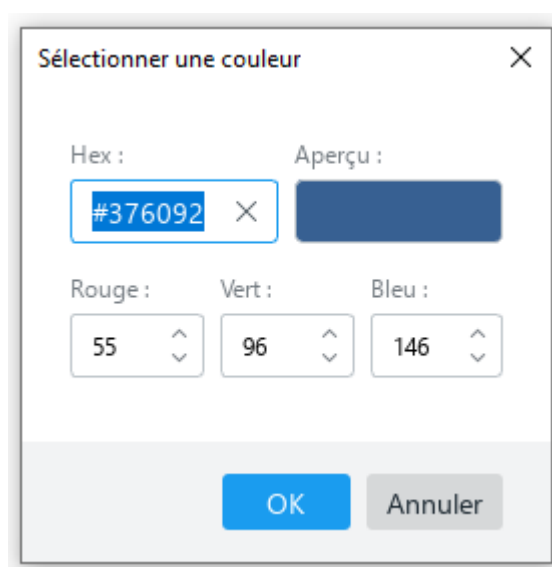 Sélectionner une couleur
Hex : Aperçu :
#376092
Rouge : Vert : Bleu :
55 96 146
OK Annuler